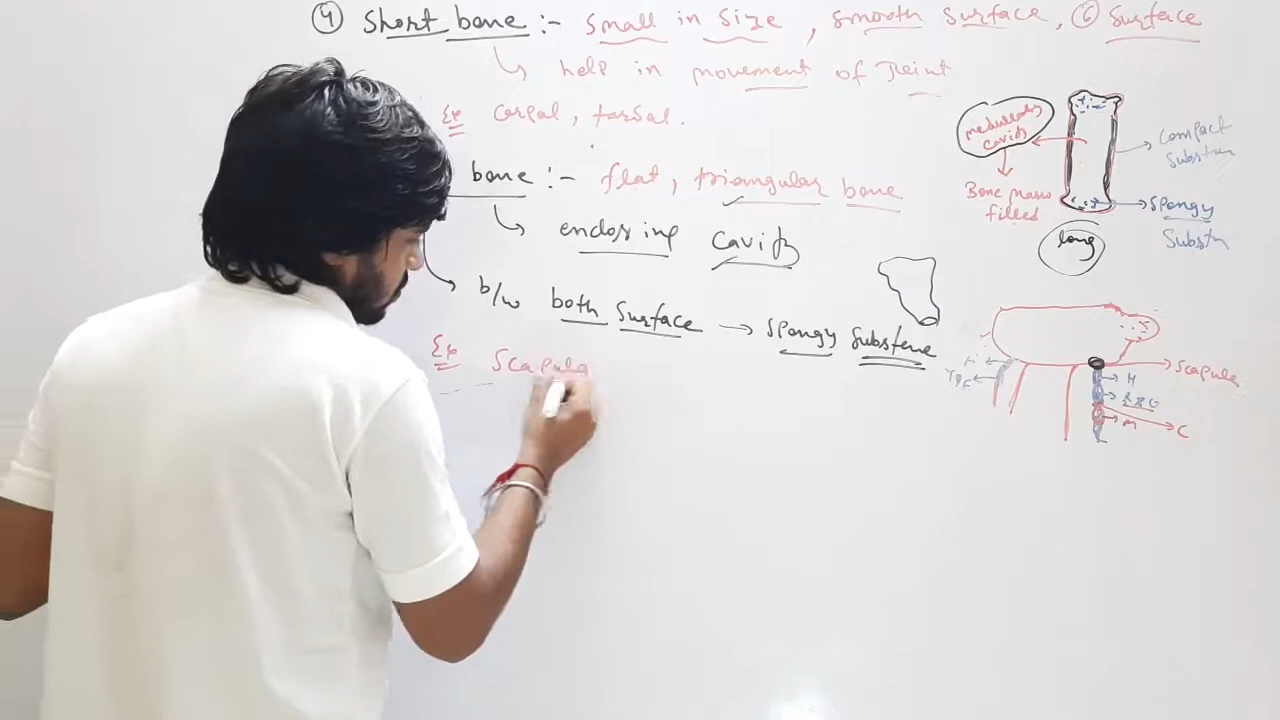 ④ Short bone :- Small in Size, Smooth Surface, ⑥ Surface
↳ help in movement of Joint
Ex Carpal, tarsal.
bone :- flat, triangular bone
↳ enclosing cavity
b/w both Surface → Spongy Substance
Ex Scapula
medullary
cavity
Bone marrow
filled
Compact
Spongy
long
Scapula
H
R & U
M
C